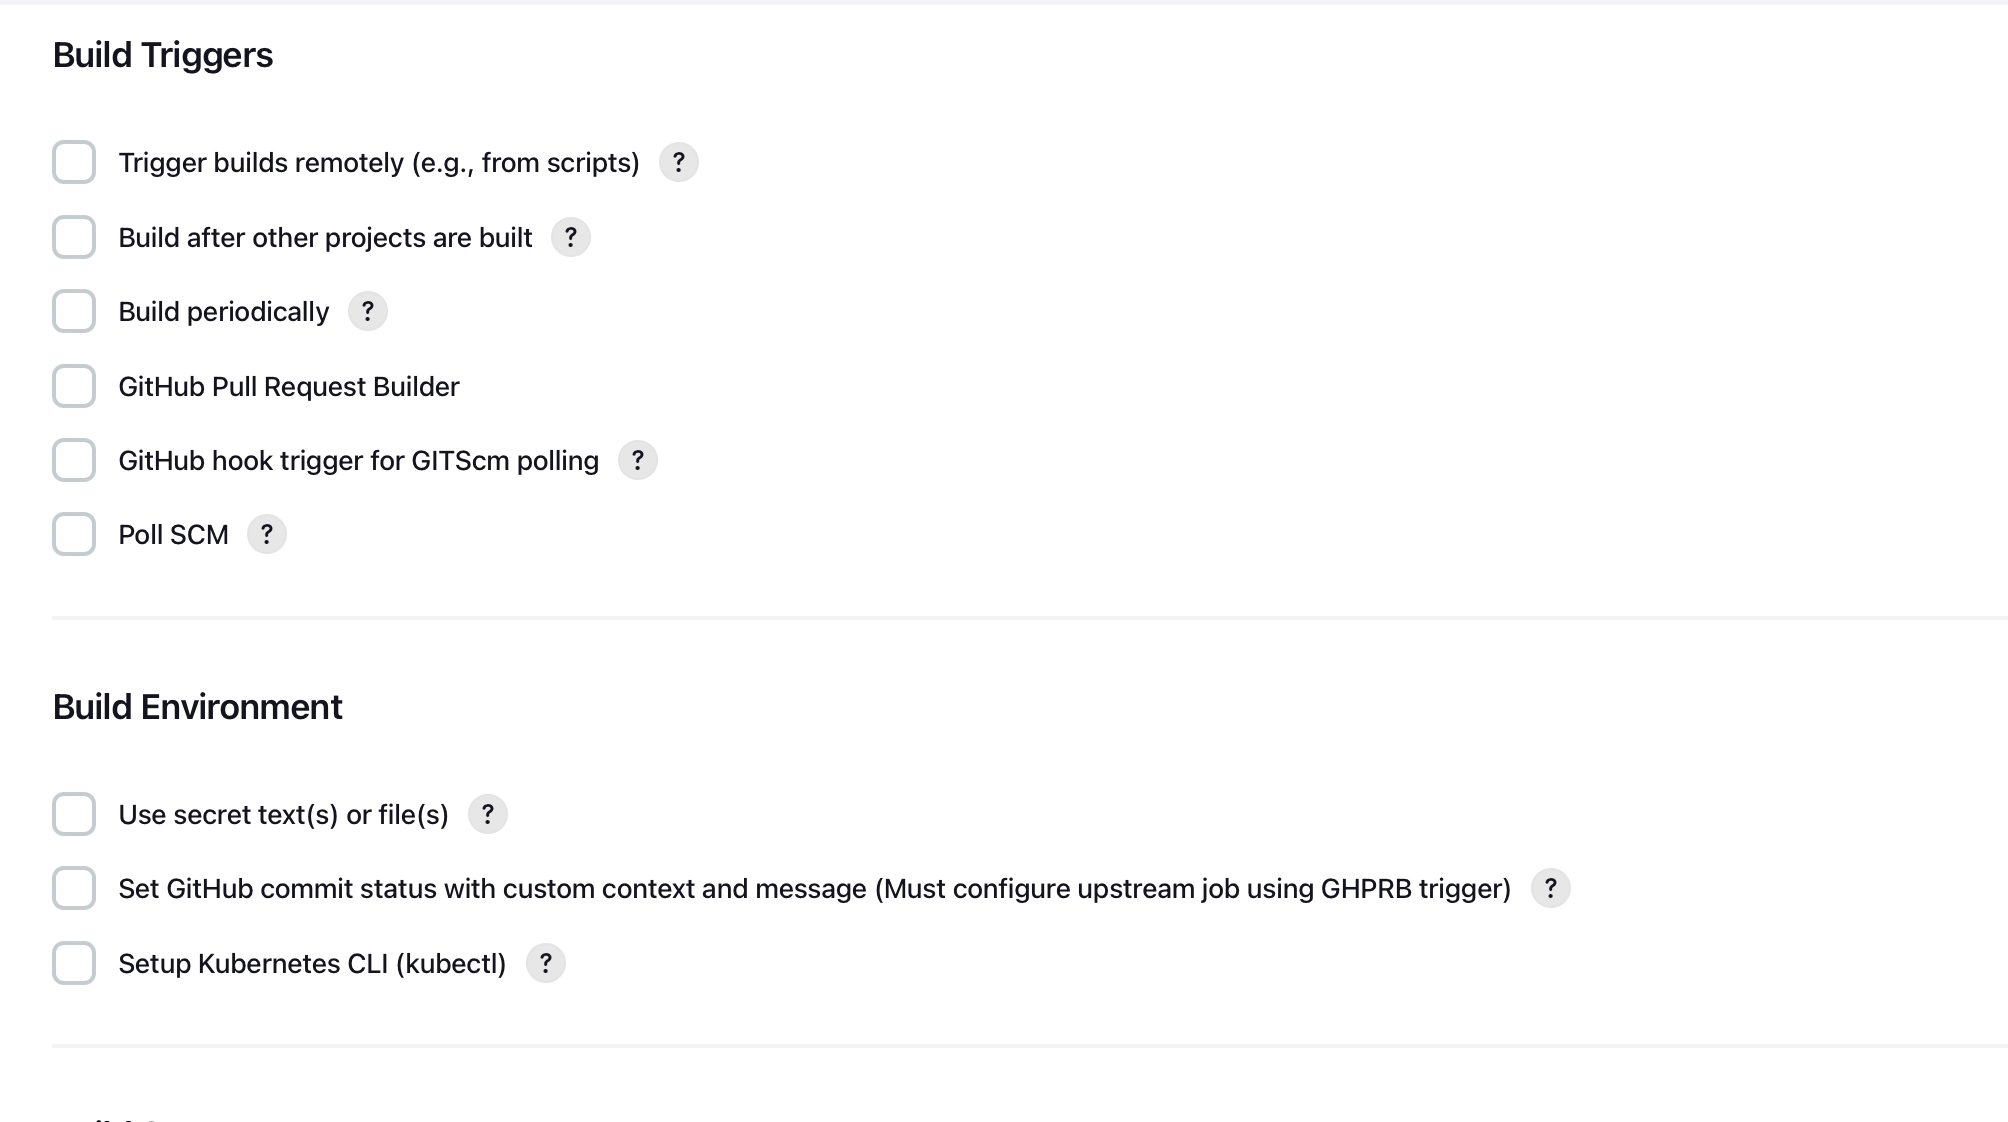 Build Triggers
Trigger builds remotely (e.g., from scripts) ?
Build after other projects are built ?
Build periodically ?
GitHub Pull Request Builder
GitHub hook trigger for GITScm polling ?
Poll SCM ?
Build Environment
Use secret text(s) or file(s) ?
Set GitHub commit status with custom context and message (Must configure upstream job using GHPRB trigger) ?
Setup Kubernetes CLI (kubectl) ?